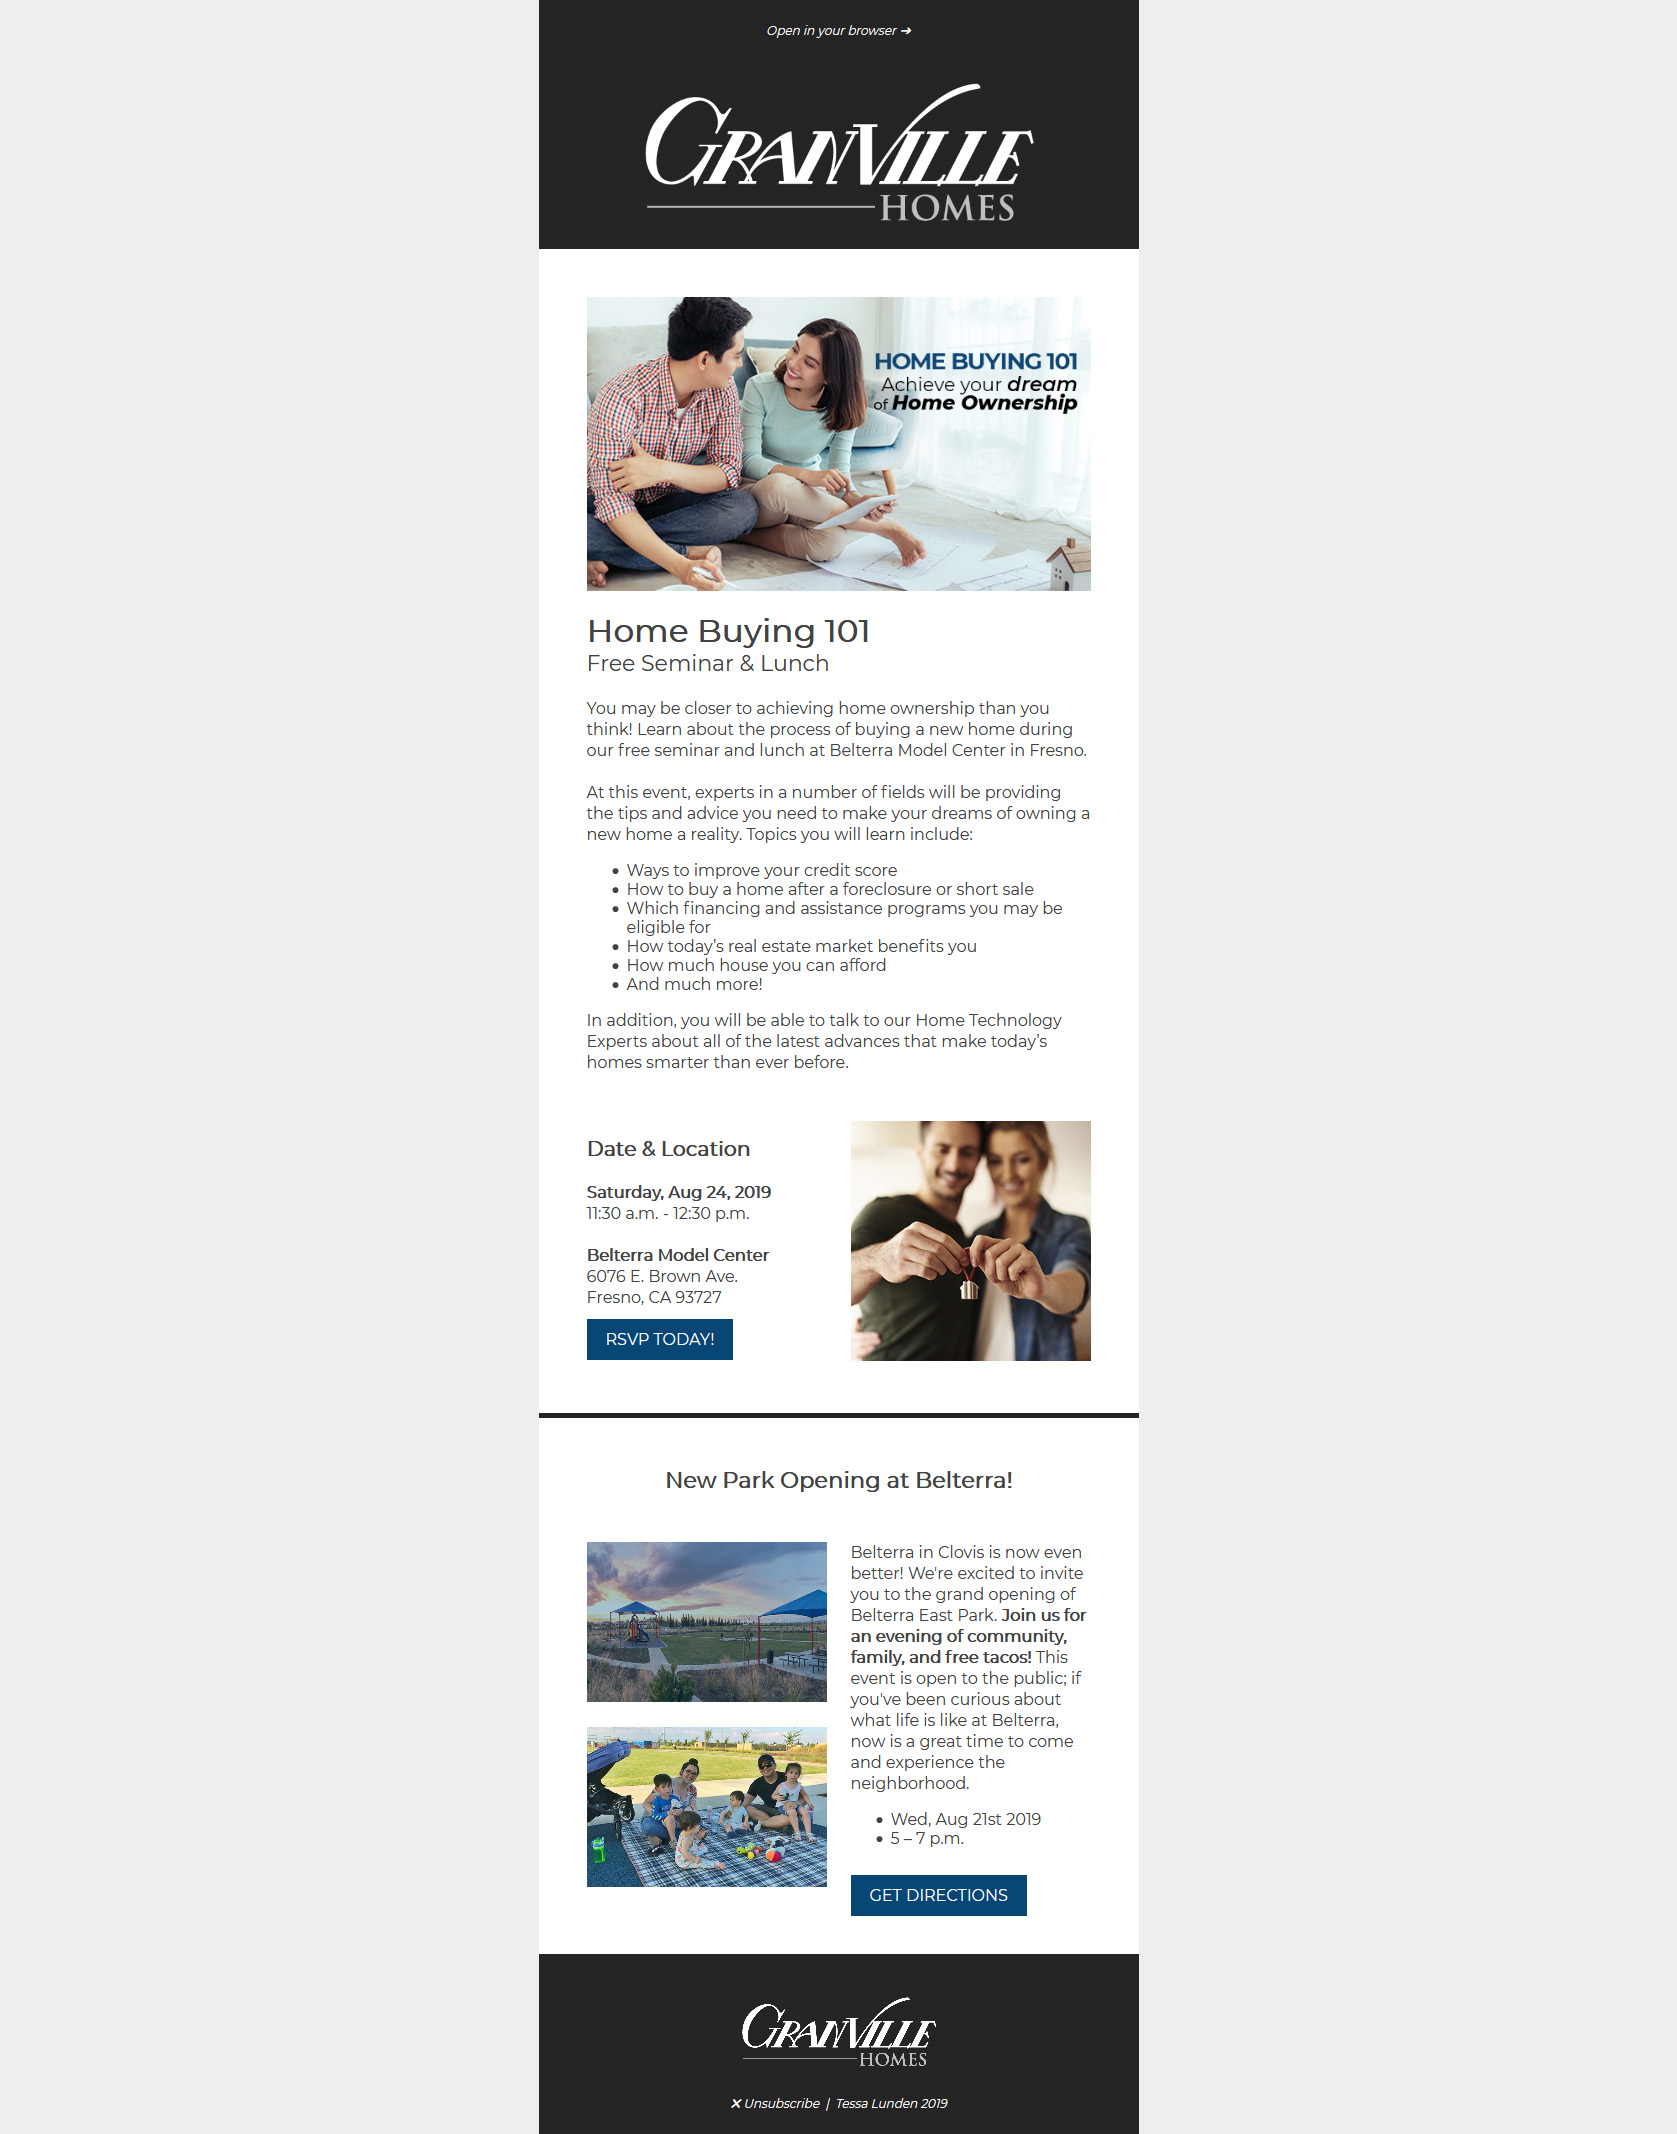 Open in your browser ➔
GRANVILLE
HOMES
HOME BUYING 101
Achieve your dream
of Home Ownership
Home Buying 101
Free Seminar & Lunch
You may be closer to achieving home ownership than you
think! Learn about the process of buying a new home during
our free seminar and lunch at Belterra Model Center in Fresno.
At this event, experts in a number of fields will be providing
the tips and advice you need to make your dreams of owning a
new home a reality. Topics you will learn include:
• Ways to improve your credit score
• How to buy a home after a foreclosure or short sale
• Which financing and assistance programs you may be
eligible for
• How today’s real estate market benefits you
• How much house you can afford
• And much more!
In addition, you will be able to talk to our Home Technology
Experts about all of the latest advances that make today’s
homes smarter than ever before.
Date & Location
Saturday, Aug 24, 2019
11:30 a.m. - 12:30 p.m.
Belterra Model Center
6076 E. Brown Ave.
Fresno, CA 93727
RSVP TODAY!
New Park Opening at Belterra!
Belterra in Clovis is now even
better! We're excited to invite
you to the grand opening of
Belterra East Park. Join us for
an evening of community,
family, and free tacos! This
event is open to the public; if
you've been curious about
what life is like at Belterra,
now is a great time to come
and experience the
neighborhood.
• Wed, Aug 21st 2019
• 5 – 7 p.m.
GET DIRECTIONS
GRANVILLE
HOMES
✕ Unsubscribe | Tessa Lunden 2019